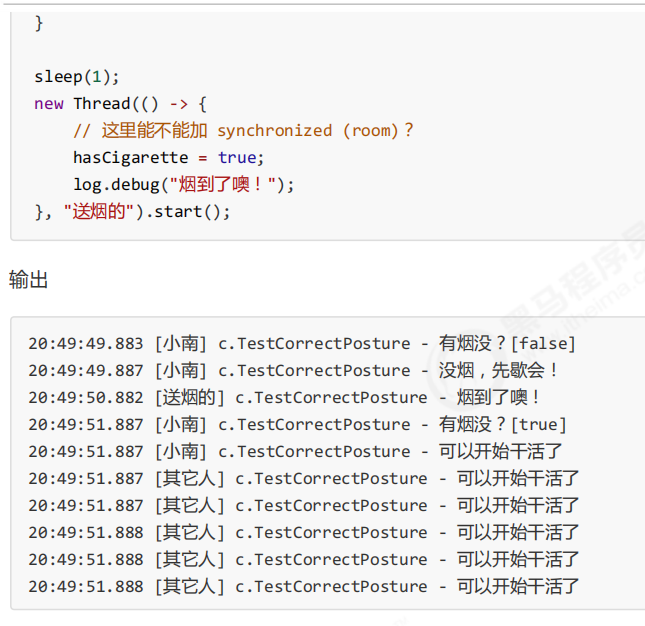 }
sleep(1);
new Thread(() -> {
// 这里能不能加 synchronized (room)？
hasCigarette = true;
log.debug("烟到了噢！");
}, "送烟的").start();
输出
20:49:49.883 [小南] c.TestCorrectPosture - 有烟没？[false]
20:49:49.887 [小南] c.TestCorrectPosture - 没烟，先歇会！
20:49:50.882 [送烟的] c.TestCorrectPosture - 烟到了噢！
20:49:51.887 [小南] c.TestCorrectPosture - 有烟没？[true]
20:49:51.887 [小南] c.TestCorrectPosture - 可以开始干活了
20:49:51.887 [其它人] c.TestCorrectPosture - 可以开始干活了
20:49:51.887 [其它人] c.TestCorrectPosture - 可以开始干活了
20:49:51.888 [其它人] c.TestCorrectPosture - 可以开始干活了
20:49:51.888 [其它人] c.TestCorrectPosture - 可以开始干活了
20:49:51.888 [其它人] c.TestCorrectPosture - 可以开始干活了
黑马程序员